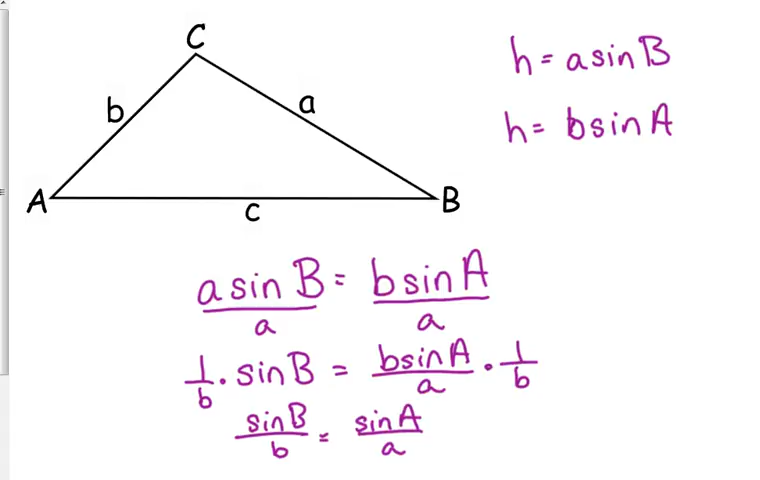 C
h = a sin B
b
a
h = b sin A
A
B
c
a sin B / a = b sin A / a
1/b · sin B = b sin A / a · 1/b
sin B / b = sin A / a